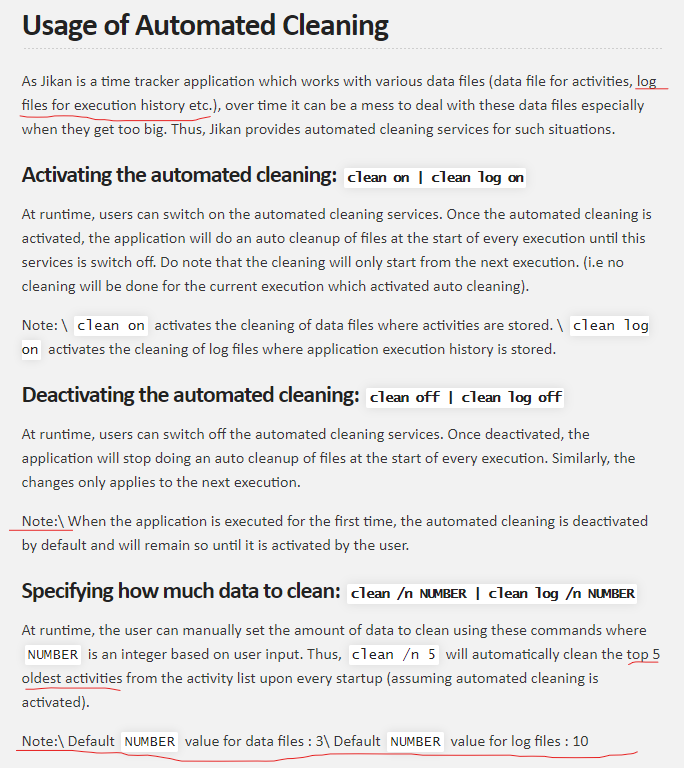 Usage of Automated Cleaning
As Jikan is a time tracker application which works with various data files (data file for activities, log
files for execution history etc.), over time it can be a mess to deal with these data files especially
when they get too big. Thus, Jikan provides automated cleaning services for such situations.
Activating the automated cleaning: clean on | clean log on
At runtime, users can switch on the automated cleaning services. Once the automated cleaning is
activated, the application will do an auto cleanup of files at the start of every execution until this
services is switch off. Do note that the cleaning will only start from the next execution. (i.e no
cleaning will be done for the current execution which activated auto cleaning).
Note: \ clean on activates the cleaning of data files where activities are stored. \ clean log
on activates the cleaning of log files where application execution history is stored.
Deactivating the automated cleaning: clean off | clean log off
At runtime, users can switch off the automated cleaning services. Once deactivated, the
application will stop doing an auto cleanup of files at the start of every execution. Similarly, the
changes only applies to the next execution.
Note:\ When the application is executed for the first time, the automated cleaning is deactivated
by default and will remain so until it is activated by the user.
Specifying how much data to clean: clean /n NUMBER | clean log /n NUMBER
At runtime, the user can manually set the amount of data to clean using these commands where
NUMBER is an integer based on user input. Thus, clean /n 5 will automatically clean the top 5
oldest activities from the activity list upon every startup (assuming automated cleaning is
activated).
Note:\ Default NUMBER value for data files : 3\ Default NUMBER value for log files : 10